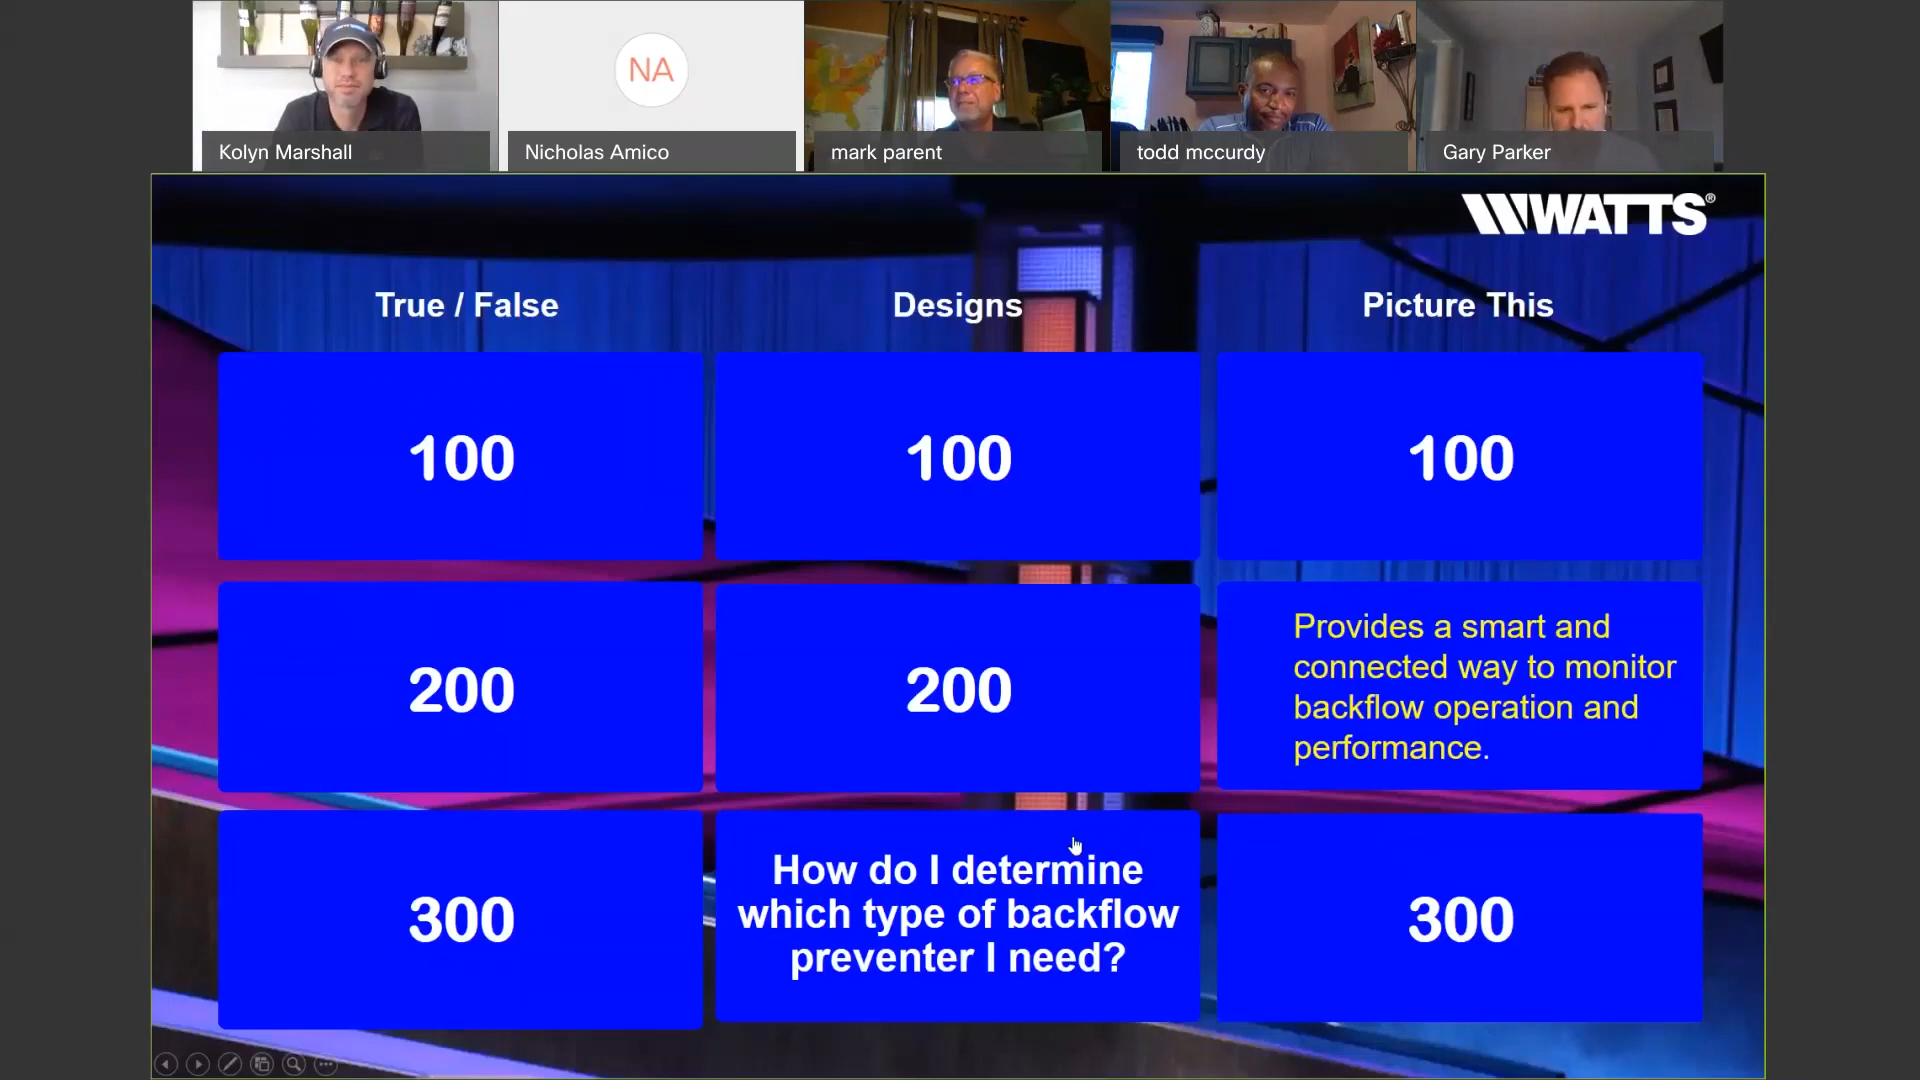 NA
Kolyn Marshall
Nicholas Amico
mark parent
todd mccurdy
Gary Parker
WATTS®
True / False
Designs
Picture This
100
100
100
200
200
Provides a smart and
connected way to monitor
backflow operation and
performance.
300
How do I determine
which type of backflow
preventer I need?
300